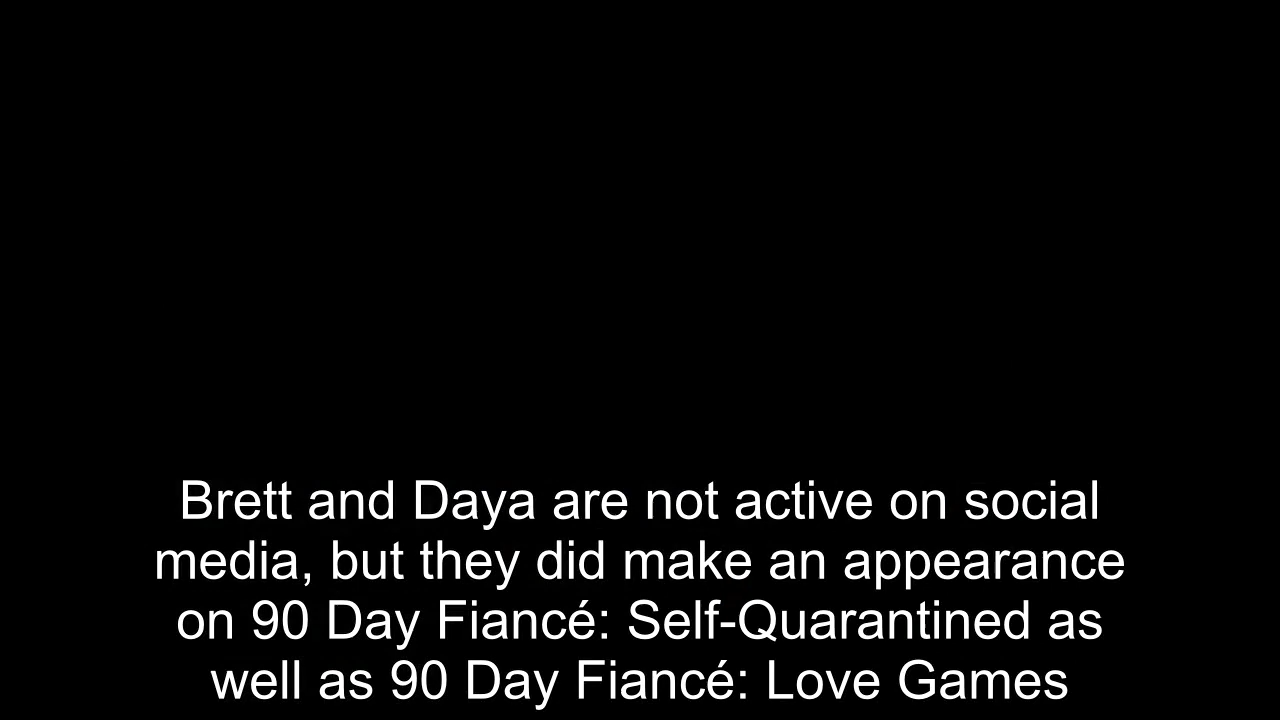 Brett and Daya are not active on social
media, but they did make an appearance
on 90 Day Fiancé: Self-Quarantined as
well as 90 Day Fiancé: Love Games